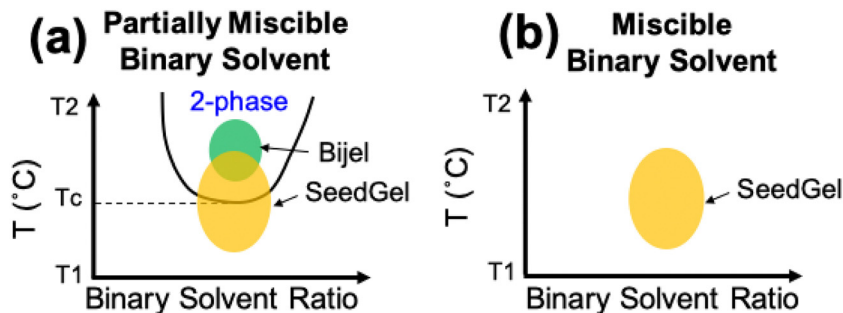 (a)
Partially Miscible
Binary Solvent
T2
2-phase
Bijel
SeedGel
Tc
T (˚C)
T1
Binary Solvent Ratio
(b)
Miscible
Binary Solvent
T2
SeedGel
T (˚C)
T1
Binary Solvent Ratio